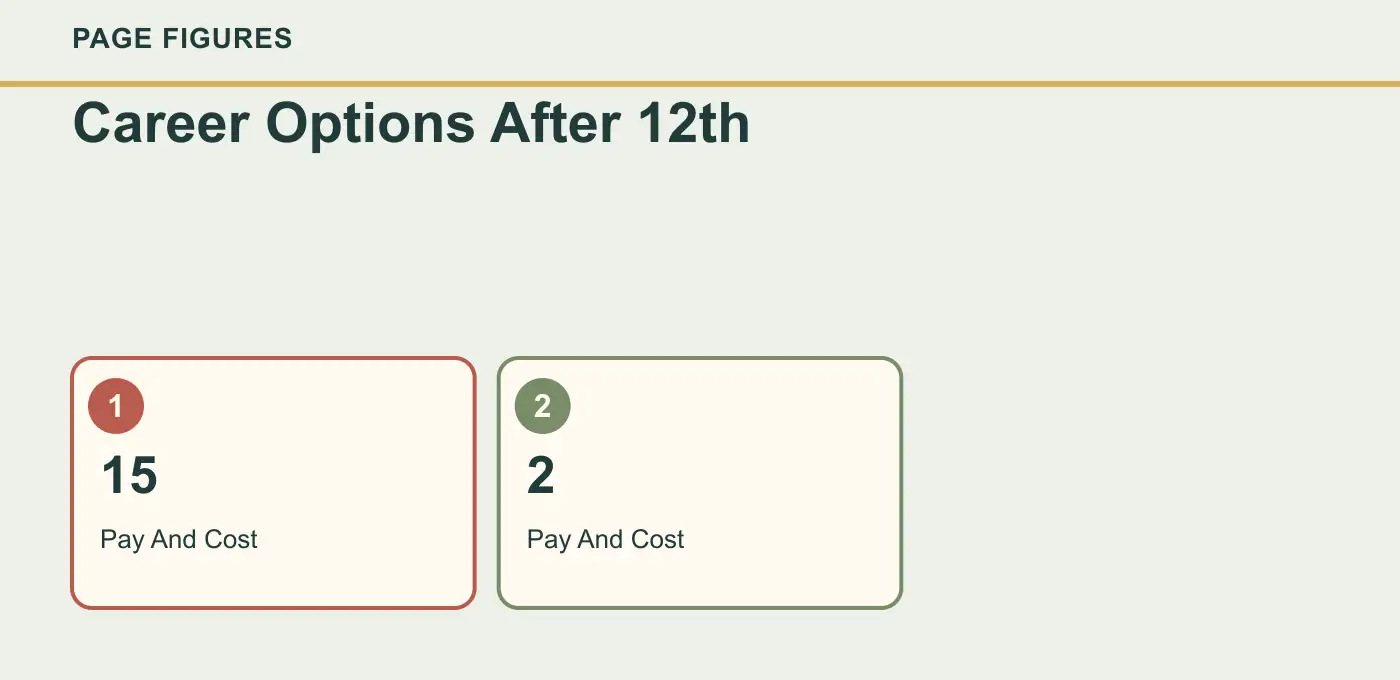 PAGE FIGURES
Career Options After 12th
1
15
Pay And Cost
2
2
Pay And Cost